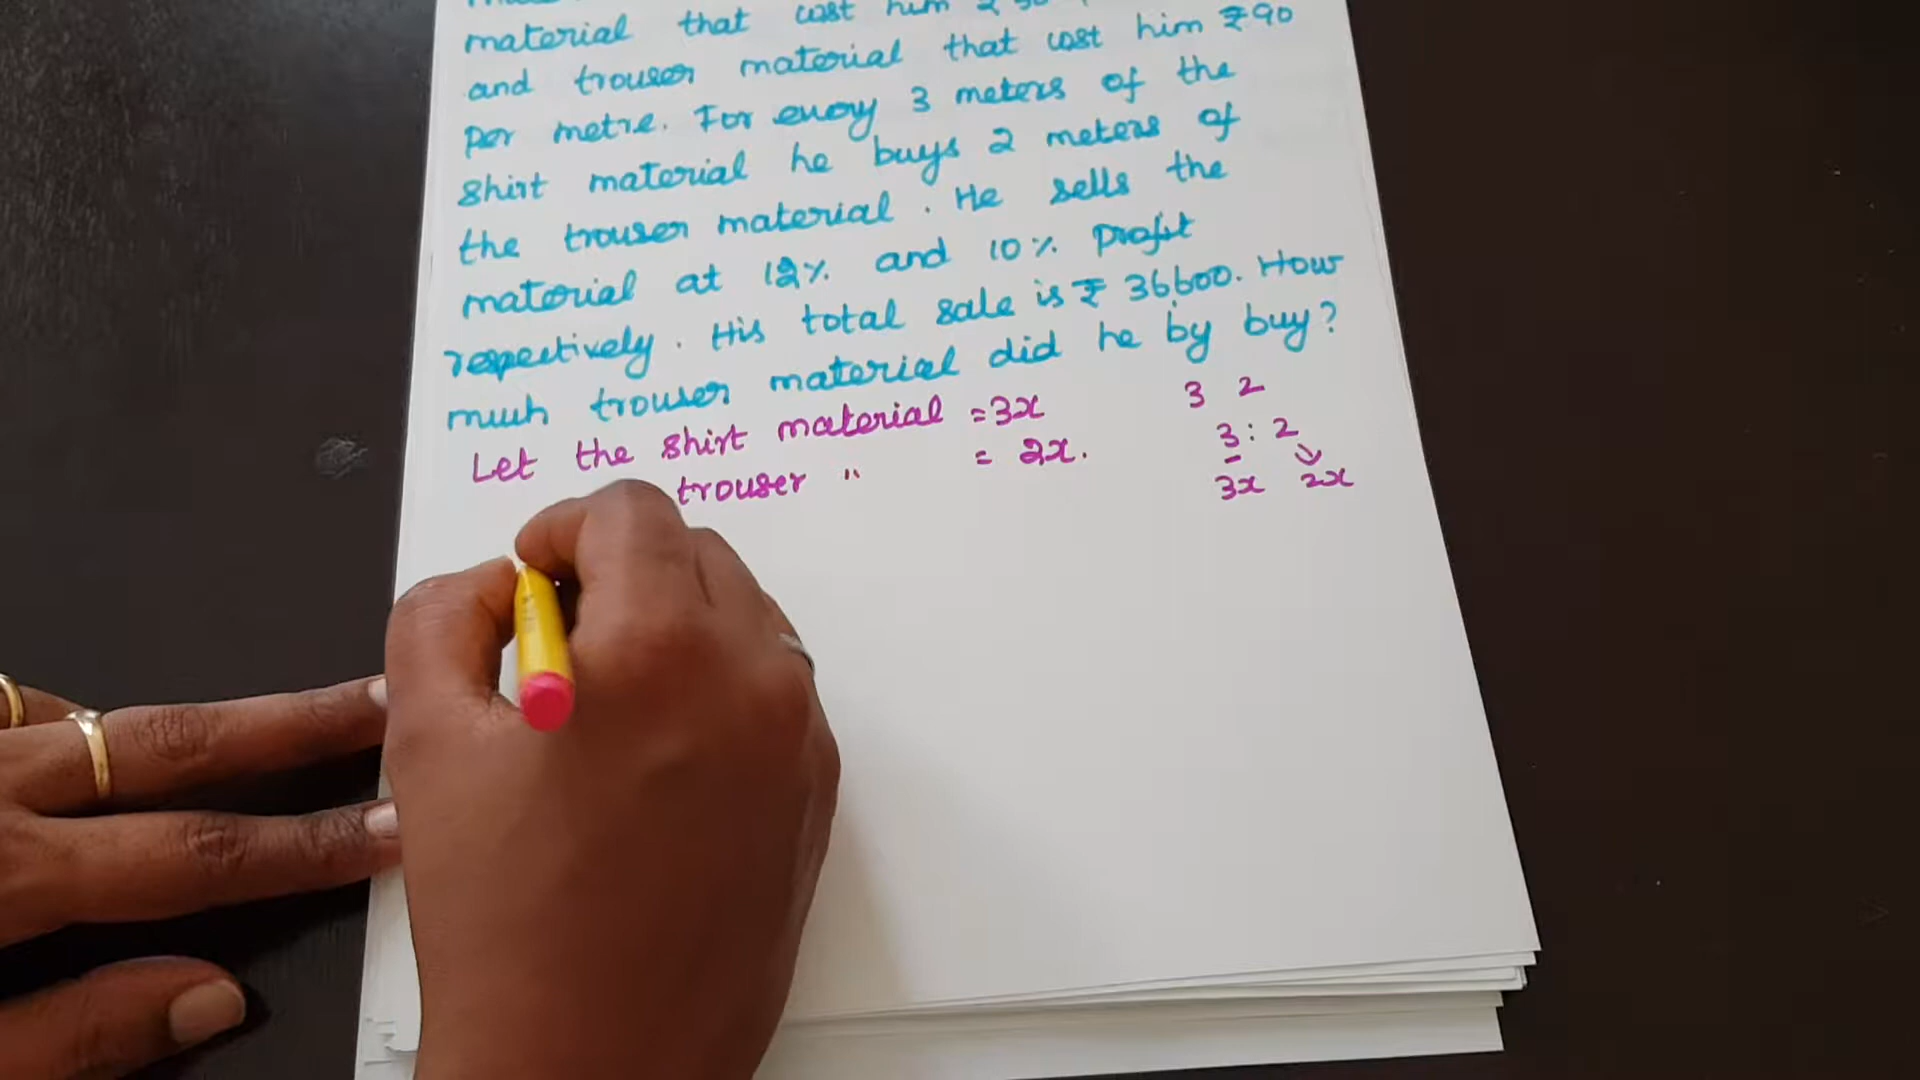 material that cost him ₹
and trouser material that cost him ₹90
per metre. For every 3 meters of the
shirt material he buys 2 meters of
the trouser material. He sells the
material at 12% and 10% profit
respectively. His total sale is ₹ 36600. How
much trouser material did he by buy?
Let the shirt material = 3x
trouser " = 2x.
3 2
3 : 2
3x 2x